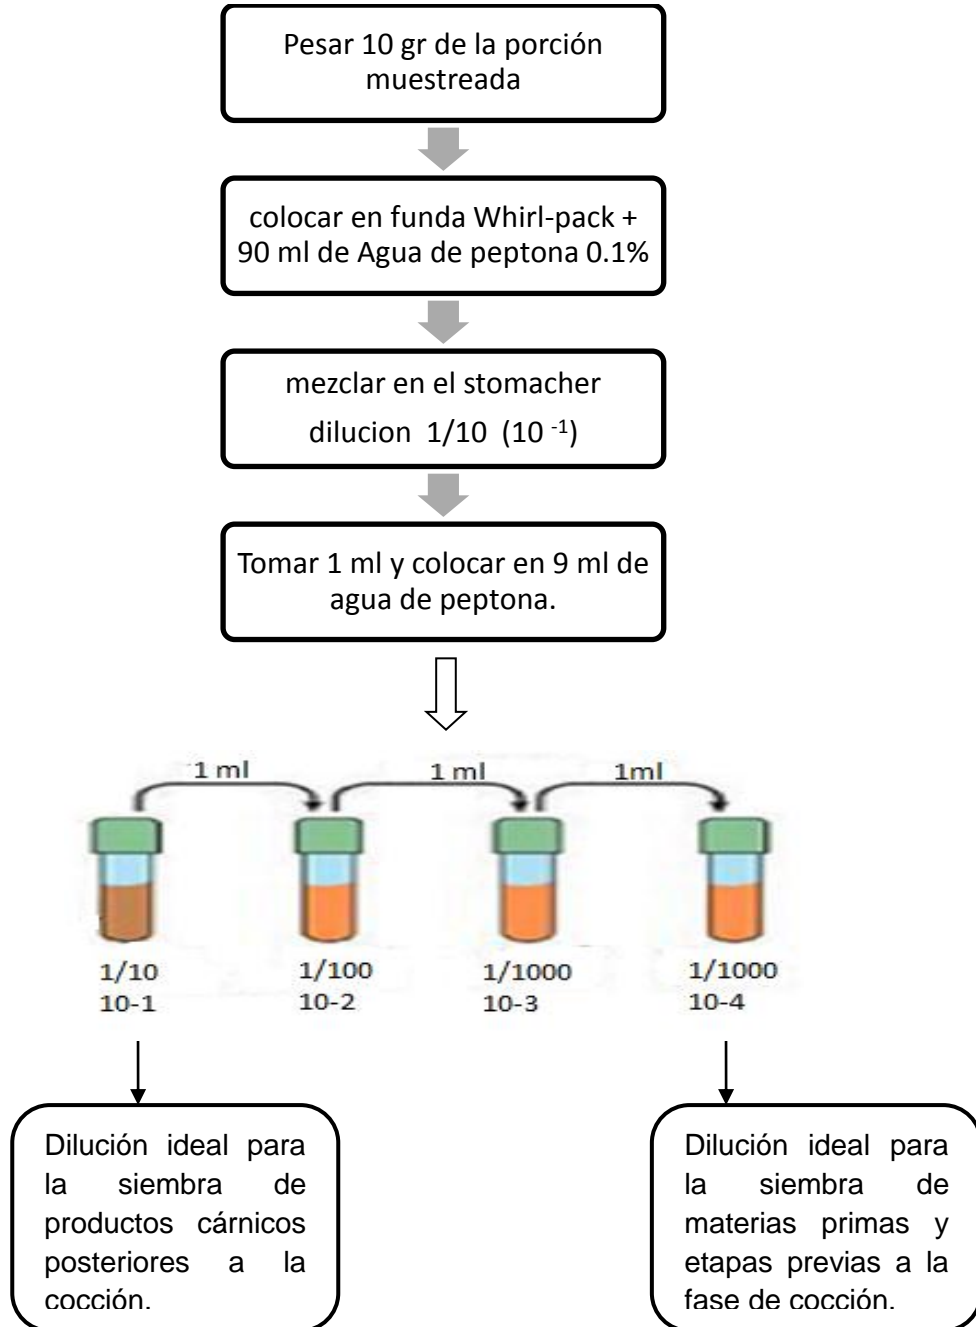 Pesar 10 gr de la porción
muestreada
colocar en funda Whirl-pack +
90 ml de Agua de peptona 0.1%
mezclar en el stomacher
dilucion 1/10 (10 -1)
Tomar 1 ml y colocar en 9 ml de
agua de peptona.
1 ml
1 ml
1ml
1/10
10-1
1/100
10-2
1/1000
10-3
1/1000
10-4
Dilución ideal para
la siembra de
productos cárnicos
posteriores a la
cocción.
Dilución ideal para
la siembra de
materias primas y
etapas previas a la
fase de cocción.